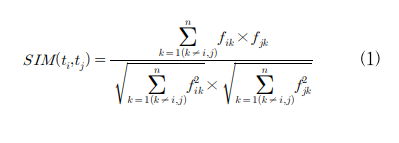 SIM(t_i,t_j) = \frac{\sum_{k=1(k \neq i,j)}^{n} f_{ik} \times f_{jk}}{\sqrt{\sum_{k=1(k \neq i,j)}^{n} f_{ik}^2} \times \sqrt{\sum_{k=1(k \neq i,j)}^{n} f_{jk}^2}} (1)